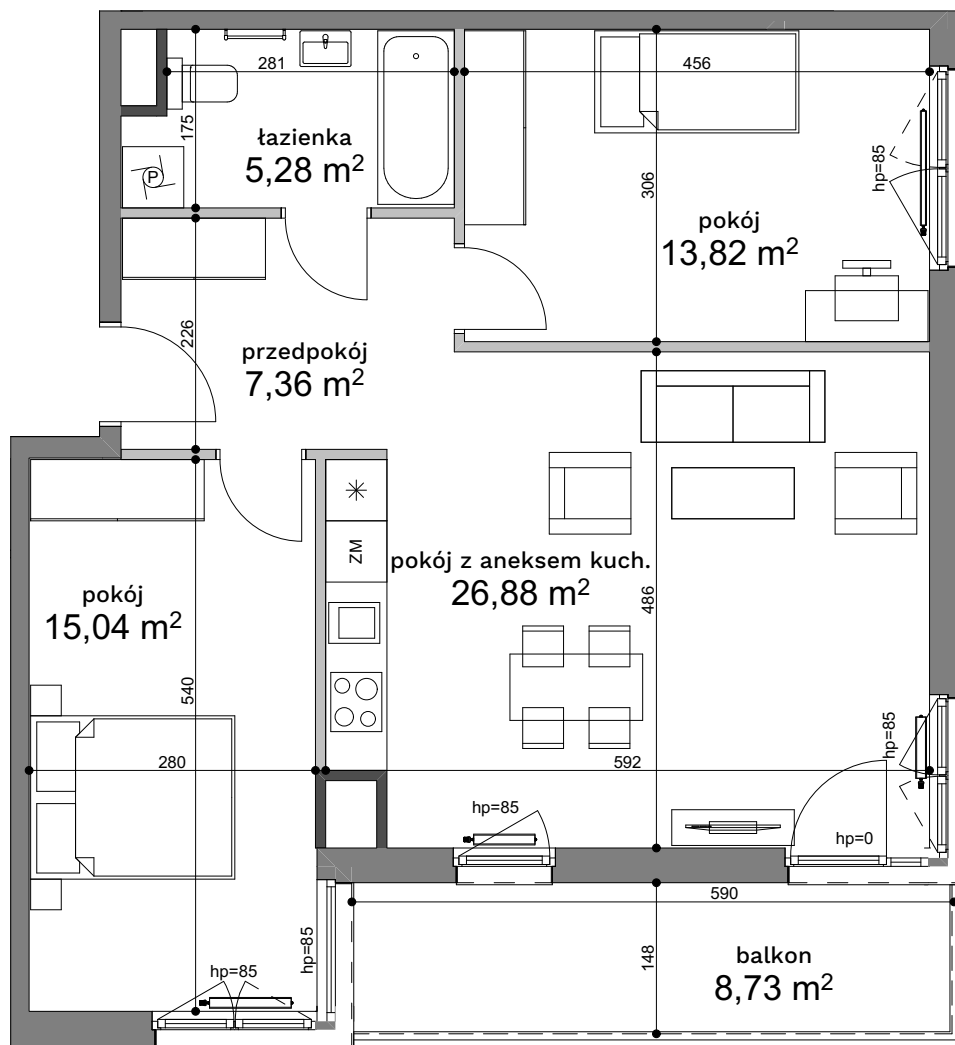 281
456
175
łazienka
5,28 m²
P
306
hp=85
pokój
13,82 m²
226
przedpokój
7,36 m²
ZM
pokój z aneksem kuch.
26,88 m²
486
pokój
15,04 m²
540
280
592
hp=85
hp=85
hp=0
590
hp=85
hp=85
148
balkon
8,73 m²